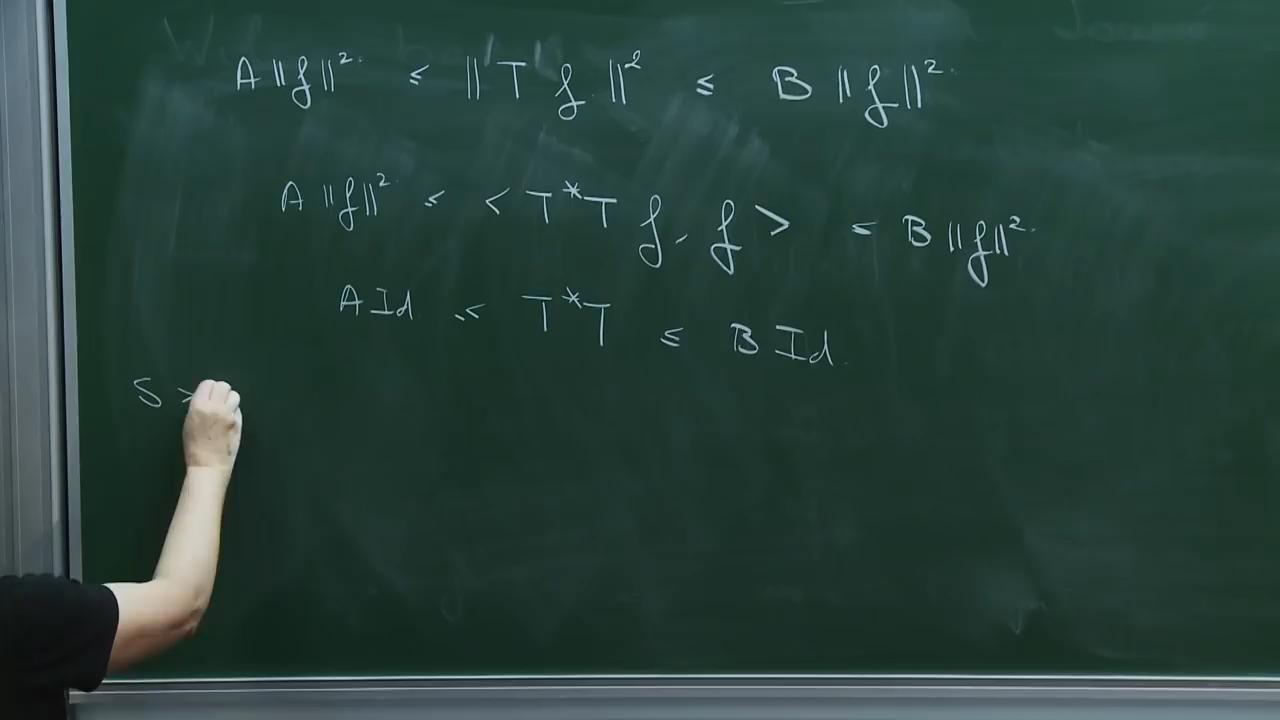 A ||f||² ≤ || T f ||² ≤ B ||f||²
A ||f||² ≤ < T*T f, f > ≤ B ||f||²
A Id ≤ T*T ≤ B Id.
S >